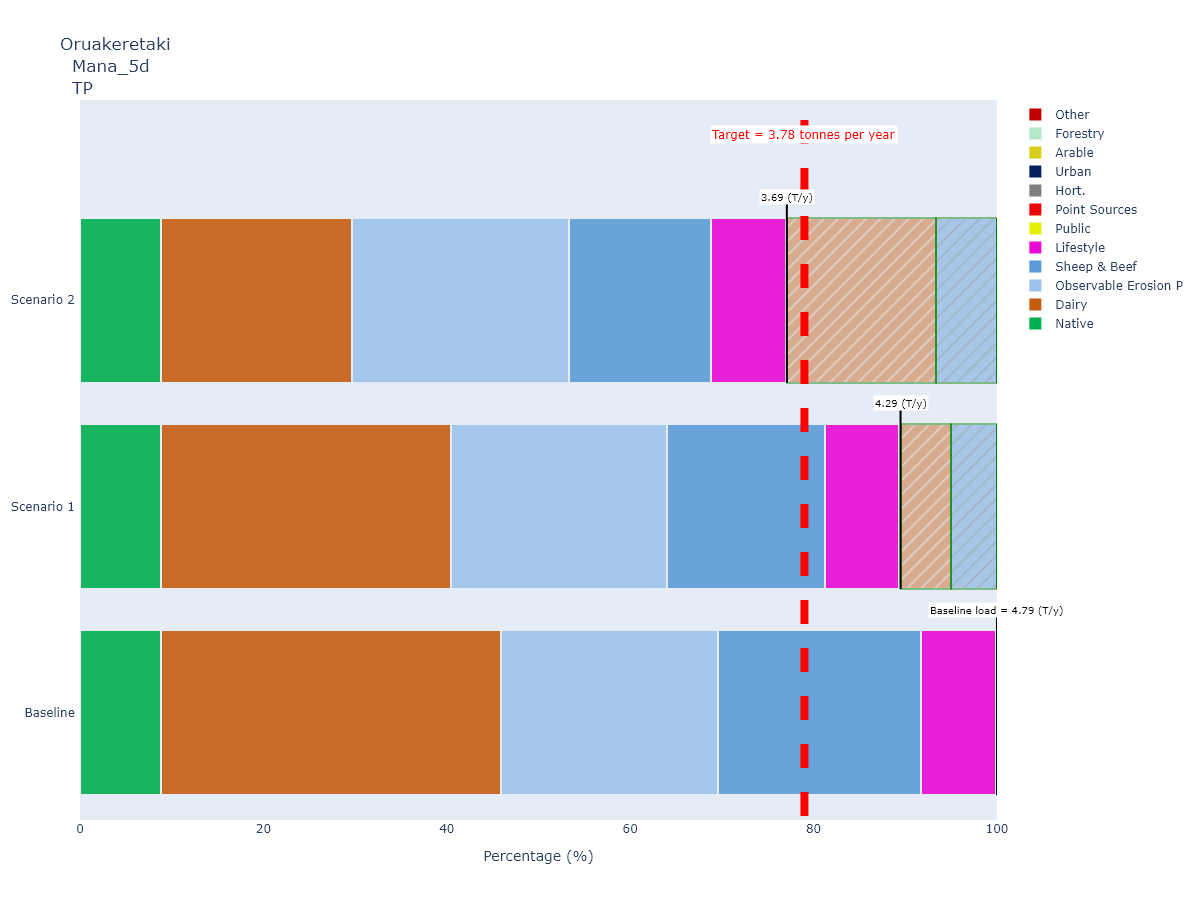 Oruakeretaki
Mana_5d
TP
Target = 3.78 tonnes per year
3.69 (T/y)
Scenario 2
4.29 (T/y)
Scenario 1
Baseline load = 4.79 (T/y)
Baseline
0 20 40 60 80 100
Percentage (%)
Other
Forestry
Arable
Urban
Hort.
Point Sources
Public
Lifestyle
Sheep & Beef
Observable Erosion P
Dairy
Native